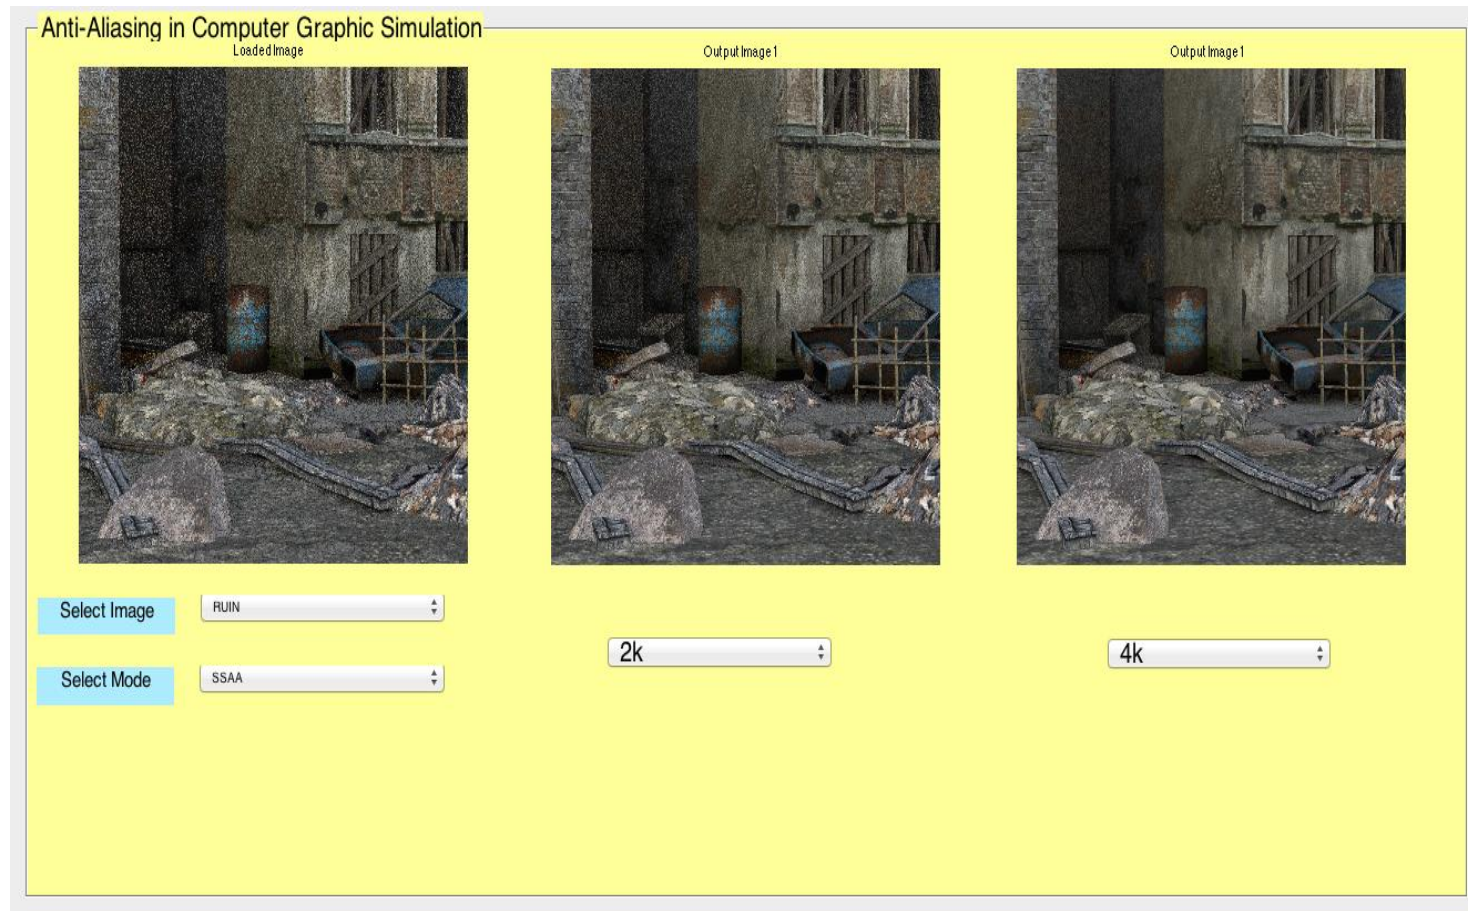 Anti-Aliasing in Computer Graphic Simulation
Loaded Image
Output Image 1
Output Image 1
Select Image
RUIN
2k
4k
Select Mode
SSAA